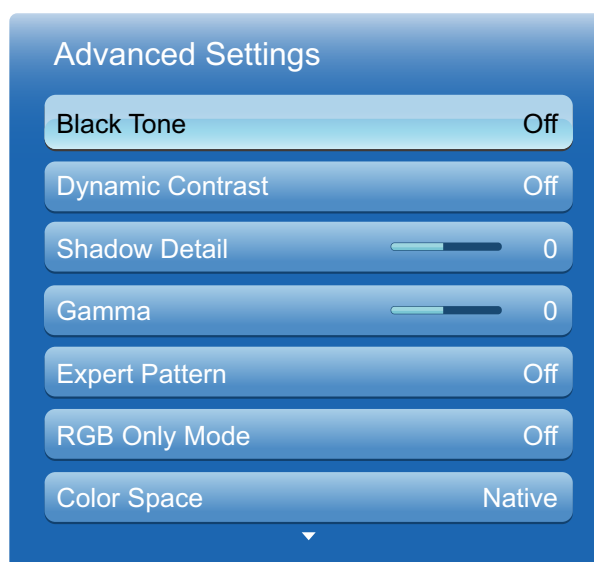 Advanced Settings
Black Tone Off
Dynamic Contrast Off
Shadow Detail 0
Gamma 0
Expert Pattern Off
RGB Only Mode Off
Color Space Native